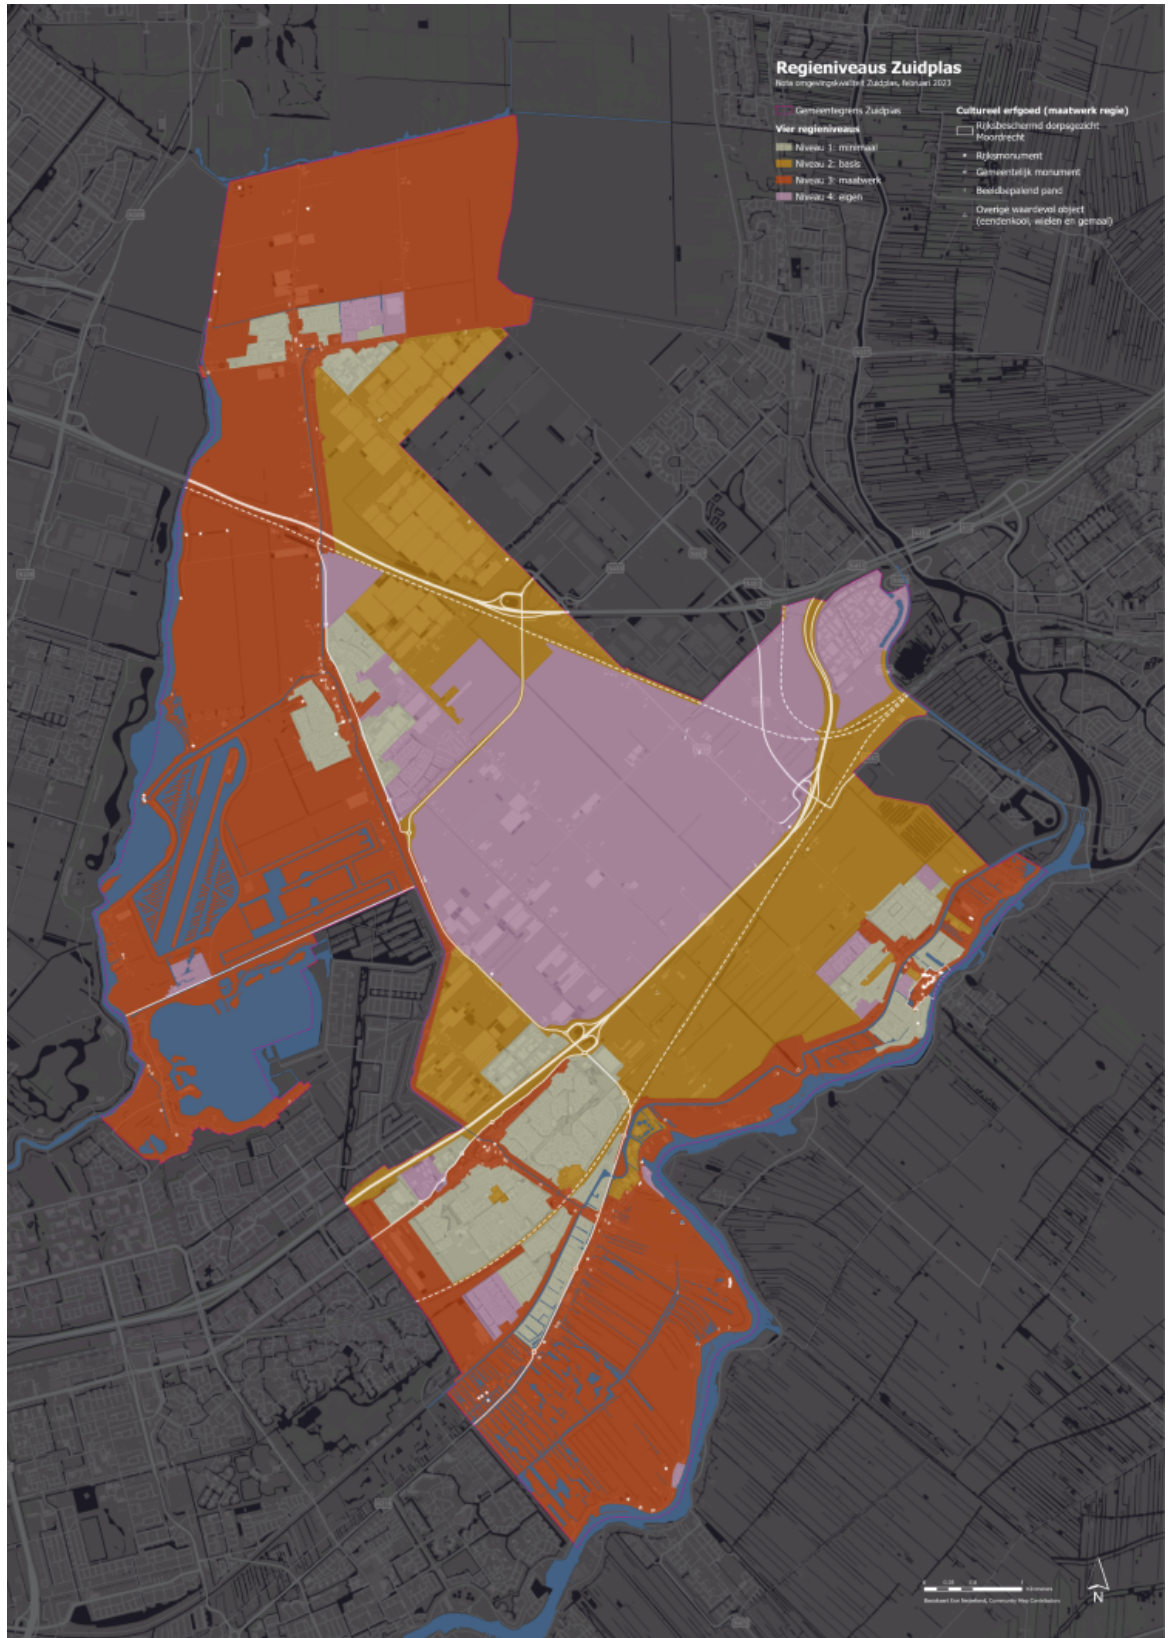 Regieniveaus Zuidplas
Nota omgevingskwaliteit Zuidplas, februari 2023
Gemeentegrens Zuidplas
Vier regieniveaus
Niveau 1: minimaal
Niveau 2: basis
Niveau 3: maatwerk
Niveau 4: eigen
Cultureel erfgoed (maatwerk regie)
Rijksbeschermd dorpsgezicht
Moordrecht
Rijksmonument
Gemeentelijk monument
Beeldbepalend pand
Overige waardevol object
(eendenkooi, wielen en gemaal)
Kilometers
N